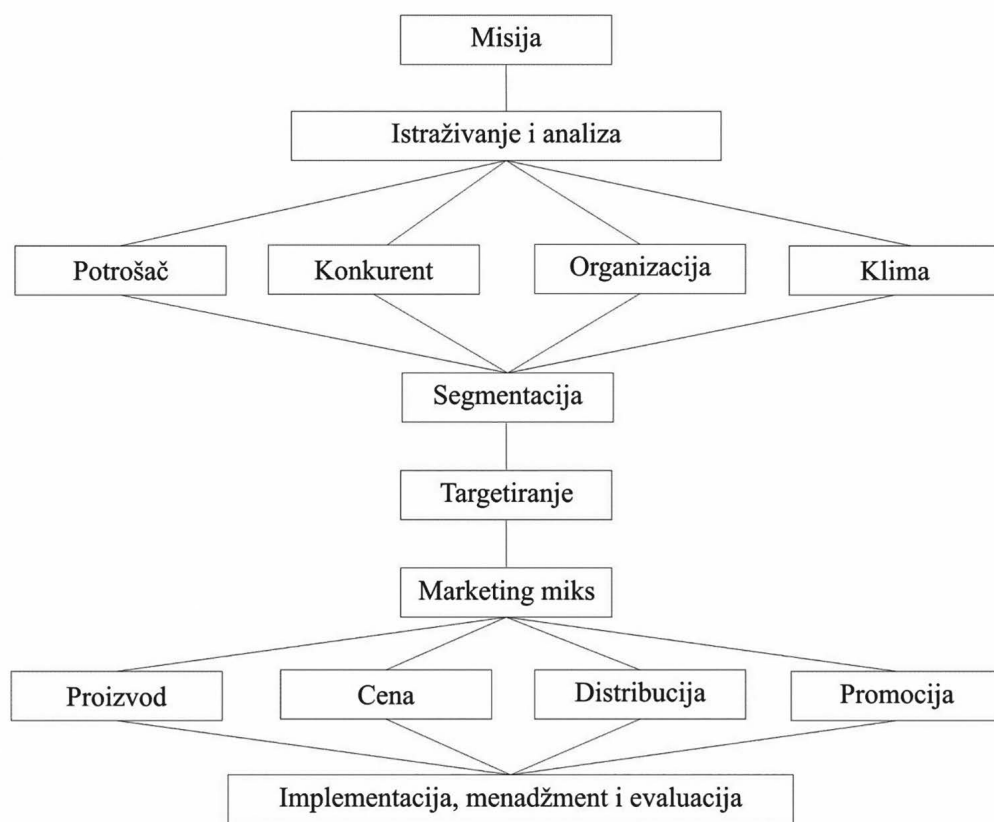 Misija
Istraživanje i analiza
Potrošač
Konkurent
Organizacija
Klima
Segmentacija
Targetiranje
Marketing miks
Proizvod
Cena
Distribucija
Promocija
Implementacija, menadžment i evaluacija